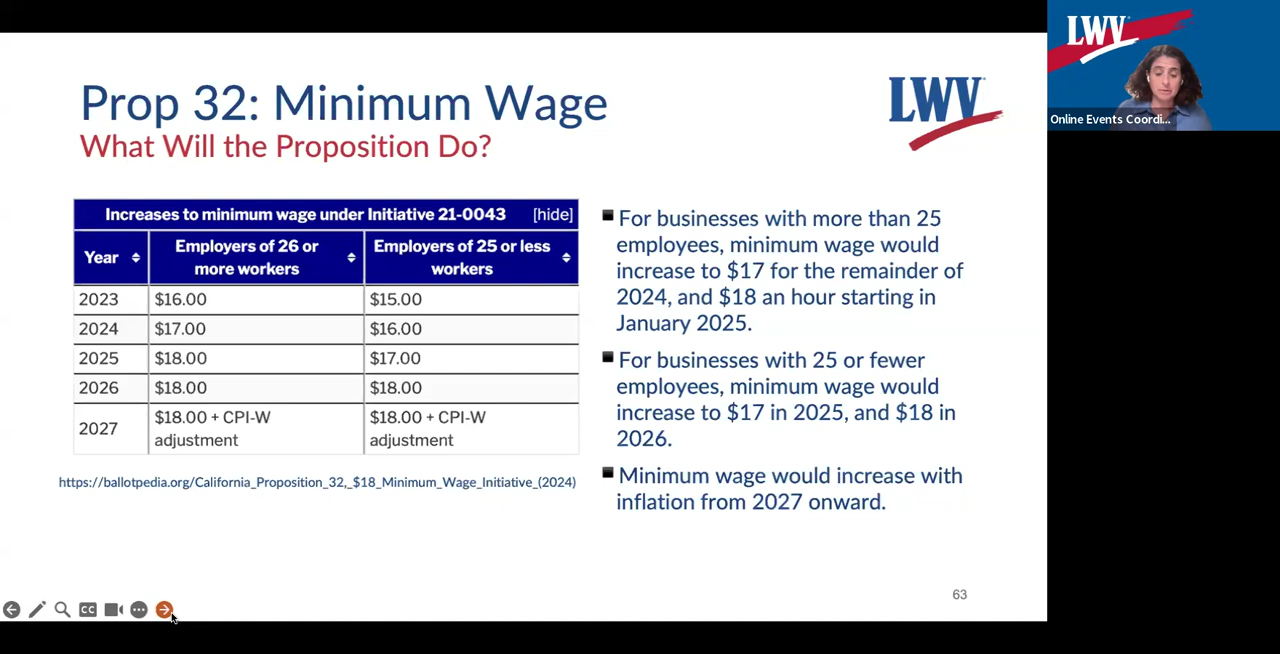 Prop 32: Minimum Wage
What Will the Proposition Do?
LWV
Increases to minimum wage under Initiative 21-0043 [hide]
Year
Employers of 26 or
more workers
Employers of 25 or less
workers
2023 $16.00 $15.00
2024 $17.00 $16.00
2025 $18.00 $17.00
2026 $18.00 $18.00
2027
$18.00 + CPI-W
adjustment
$18.00 + CPI-W
adjustment
https://ballotpedia.org/California_Proposition_32,_$18_Minimum_Wage_Initiative_(2024)
For businesses with more than 25
employees, minimum wage would
increase to $17 for the remainder of
2024, and $18 an hour starting in
January 2025.
For businesses with 25 or fewer
employees, minimum wage would
increase to $17 in 2025, and $18 in
2026.
Minimum wage would increase with
inflation from 2027 onward.
63
CC
LWV
Online Events Coordi...